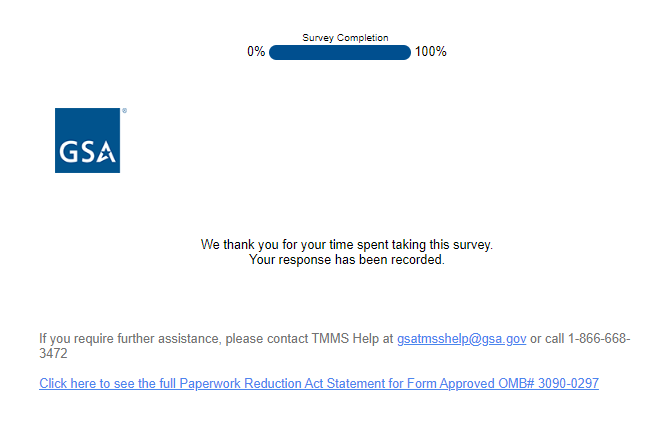 Survey Completion
0% 100%
®
GSA
We thank you for your time spent taking this survey.
Your response has been recorded.
If you require further assistance, please contact TMMS Help at gsatmsshelp@gsa.gov or call 1-866-668-
3472
Click here to see the full Paperwork Reduction Act Statement for Form Approved OMB# 3090-0297